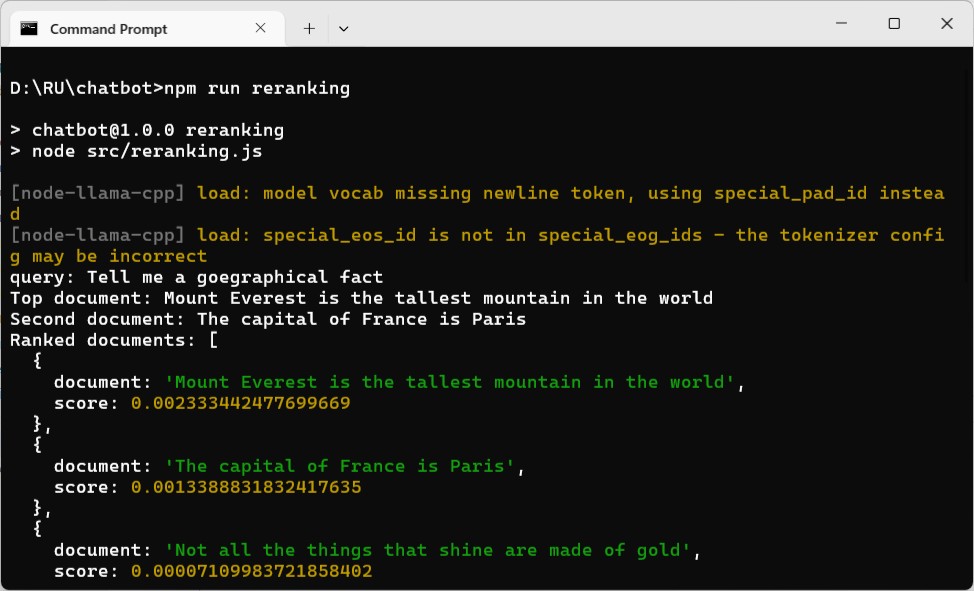 Command Prompt
D:\RU\chatbot>npm run reranking
> chatbot@1.0.0 reranking
> node src/reranking.js
[node-llama-cpp] load: model vocab missing newline token, using special_pad_id instea
d
[node-llama-cpp] load: special_eos_id is not in special_eog_ids - the tokenizer confi
g may be incorrect
query: Tell me a goegraphical fact
Top document: Mount Everest is the tallest mountain in the world
Second document: The capital of France is Paris
Ranked documents: [
  {
    document: 'Mount Everest is the tallest mountain in the world',
    score: 0.002333442477699669
  },
  {
    document: 'The capital of France is Paris',
    score: 0.0013388831832417635
  },
  {
    document: 'Not all the things that shine are made of gold',
    score: 0.00007109983721858402